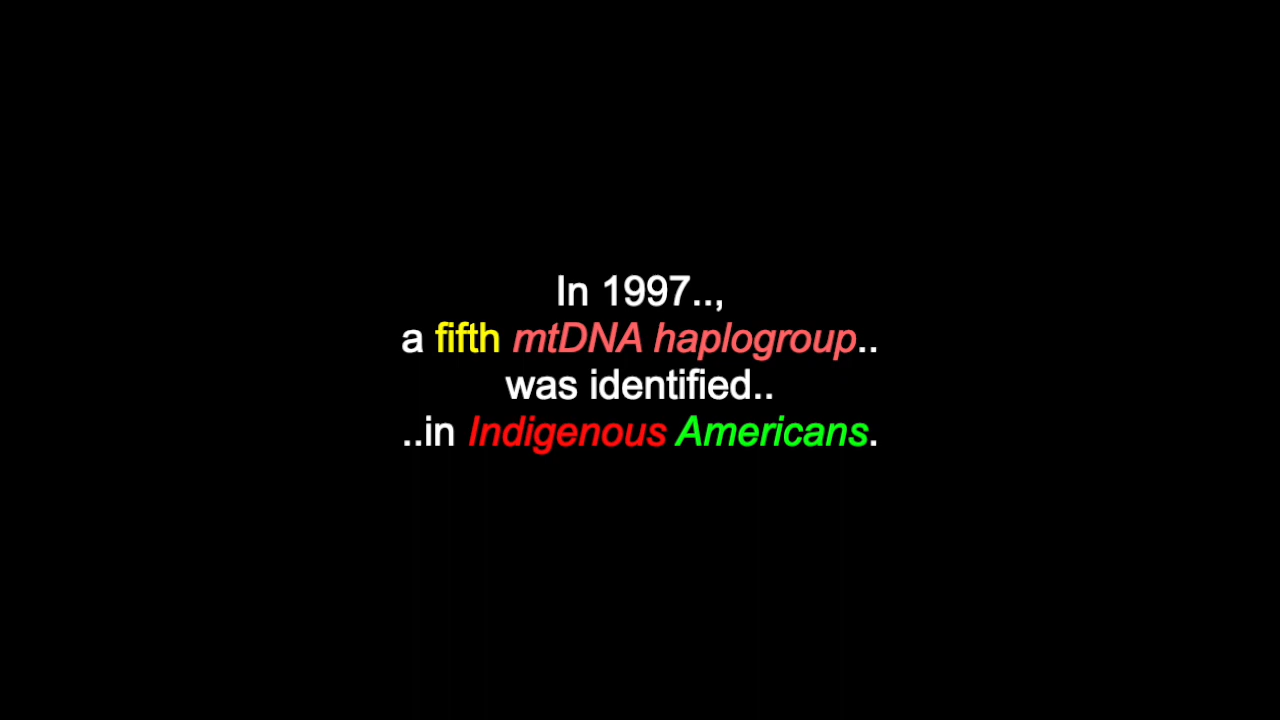 In 1997..,
a fifth mtDNA haplogroup..
was identified..
..in Indigenous Americans.